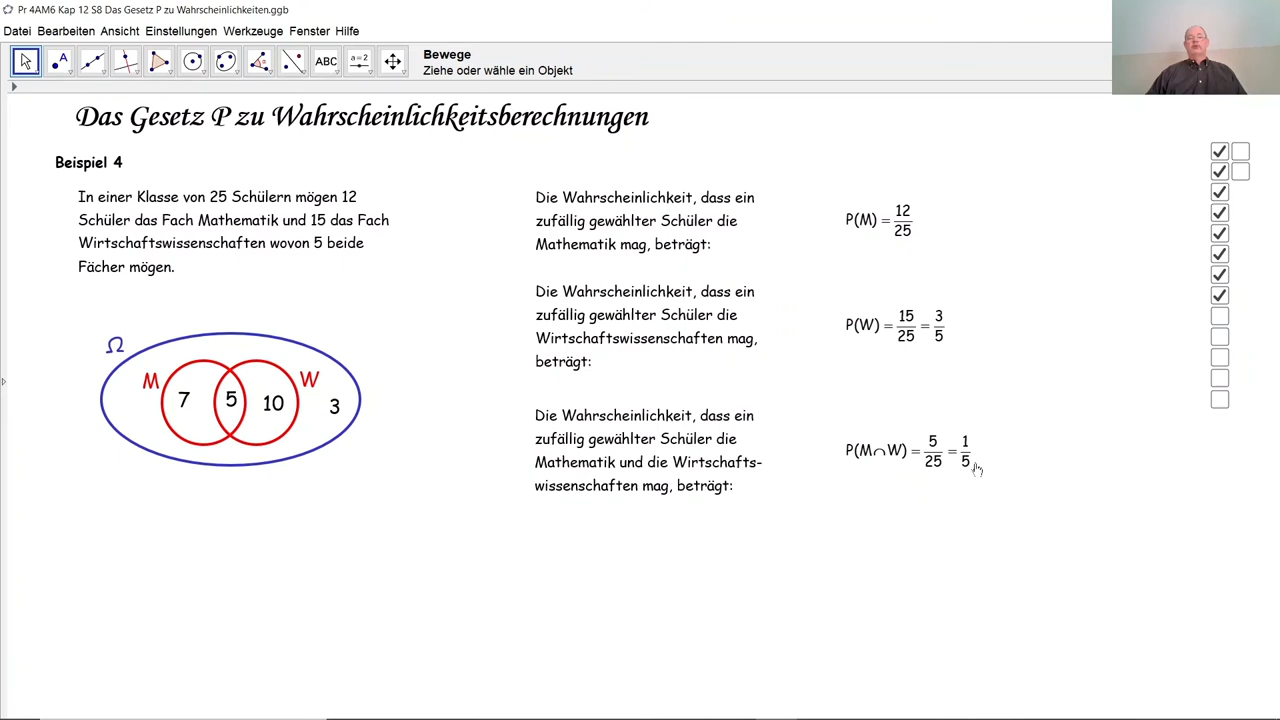 Pr 4AM6 Kap 12 S8 Das Gesetz P zu Wahrscheinlichkeiten.ggb
Datei Bearbeiten Ansicht Einstellungen Werkzeuge Fenster Hilfe
ABC
a=2
Bewege
Ziehe oder wähle ein Objekt
Das Gesetz P zu Wahrscheinlichkeitsberechnungen
Beispiel 4
In einer Klasse von 25 Schülern mögen 12
Schüler das Fach Mathematik und 15 das Fach
Wirtschaftswissenschaften wovon 5 beide
Fächer mögen.
Ω
M
W
7
5
10
3
Die Wahrscheinlichkeit, dass ein
zufällig gewählter Schüler die
Mathematik mag, beträgt:
P(M) = 12/25
Die Wahrscheinlichkeit, dass ein
zufällig gewählter Schüler die
Wirtschaftswissenschaften mag,
beträgt:
P(W) = 15/25 = 3/5
Die Wahrscheinlichkeit, dass ein
zufällig gewählter Schüler die
Mathematik und die Wirtschafts-
wissenschaften mag, beträgt:
P(M∩W) = 5/25 = 1/5